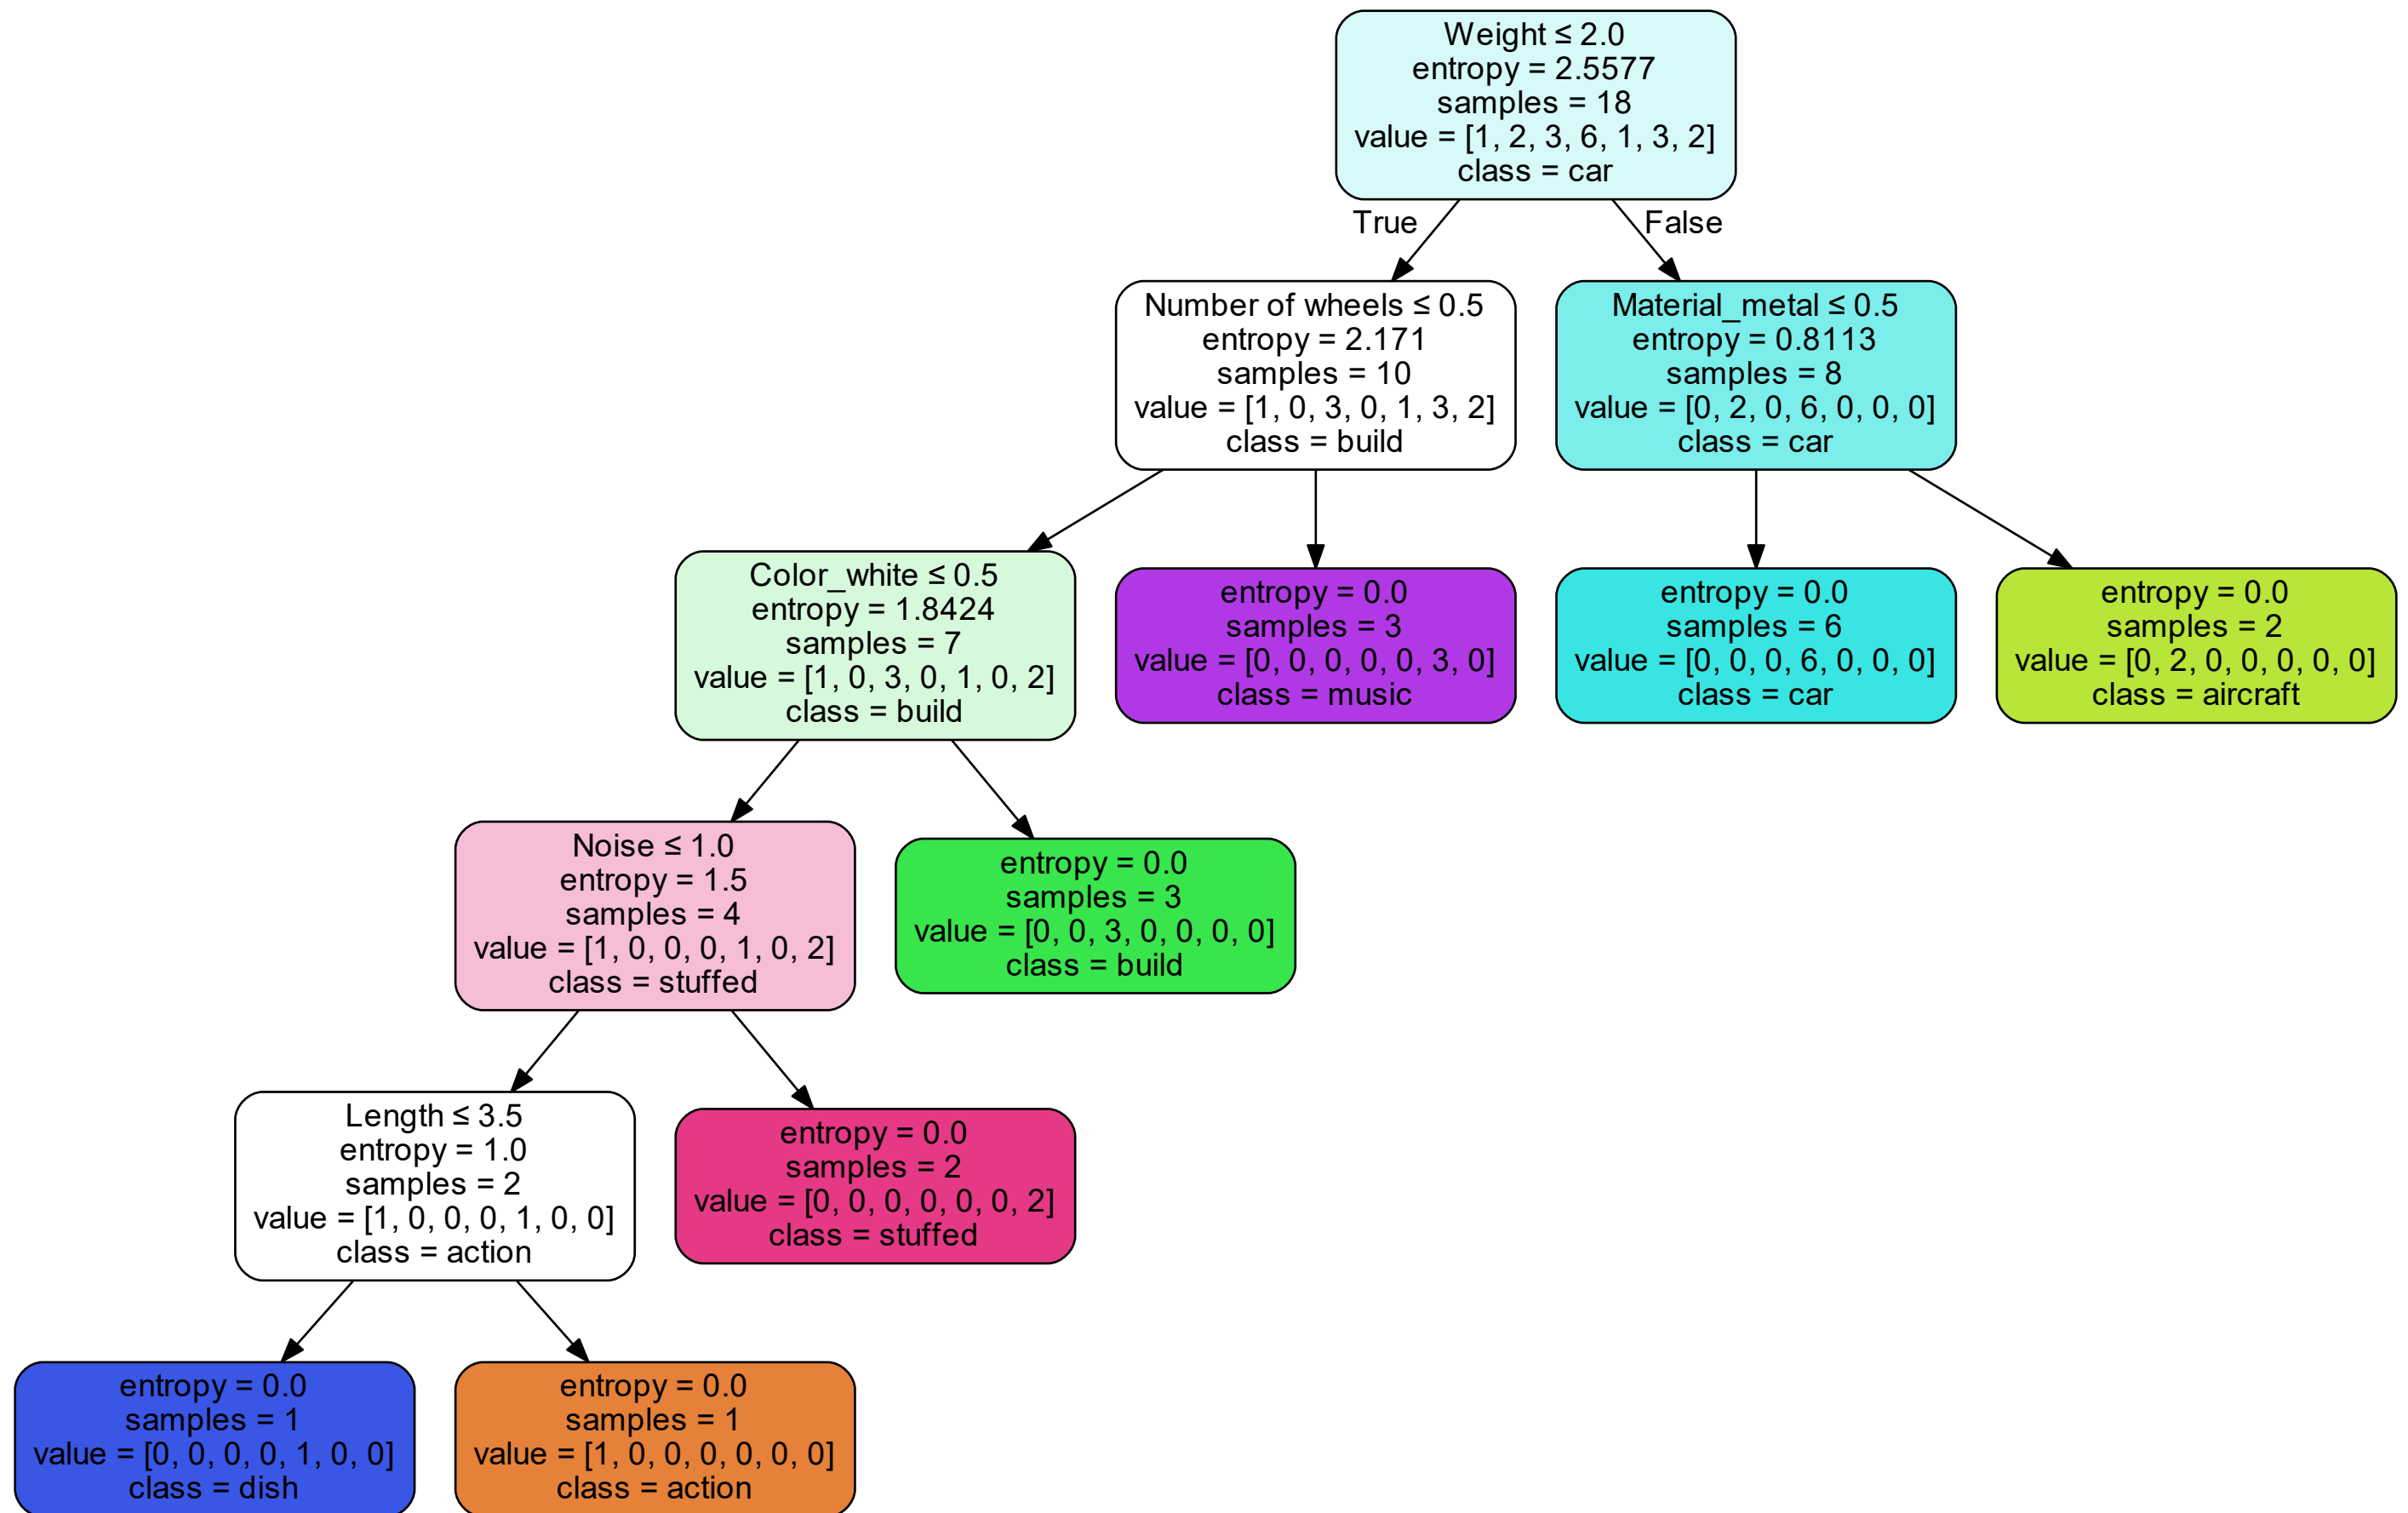 Weight ≤ 2.0
entropy = 2.5577
samples = 18
value = [1, 2, 3, 6, 1, 3, 2]
class = car
True
False
Number of wheels ≤ 0.5
entropy = 2.171
samples = 10
value = [1, 0, 3, 0, 1, 3, 2]
class = build
Material_metal ≤ 0.5
entropy = 0.8113
samples = 8
value = [0, 2, 0, 6, 0, 0, 0]
class = car
Color_white ≤ 0.5
entropy = 1.8424
samples = 7
value = [1, 0, 3, 0, 1, 0, 2]
class = build
entropy = 0.0
samples = 3
value = [0, 0, 0, 0, 0, 3, 0]
class = music
entropy = 0.0
samples = 6
value = [0, 0, 0, 6, 0, 0, 0]
class = car
entropy = 0.0
samples = 2
value = [0, 2, 0, 0, 0, 0, 0]
class = aircraft
Noise ≤ 1.0
entropy = 1.5
samples = 4
value = [1, 0, 0, 0, 1, 0, 2]
class = stuffed
entropy = 0.0
samples = 3
value = [0, 0, 3, 0, 0, 0, 0]
class = build
Length ≤ 3.5
entropy = 1.0
samples = 2
value = [1, 0, 0, 0, 1, 0, 0]
class = action
entropy = 0.0
samples = 2
value = [0, 0, 0, 0, 0, 0, 2]
class = stuffed
entropy = 0.0
samples = 1
value = [0, 0, 0, 0, 1, 0, 0]
class = dish
entropy = 0.0
samples = 1
value = [1, 0, 0, 0, 0, 0, 0]
class = action